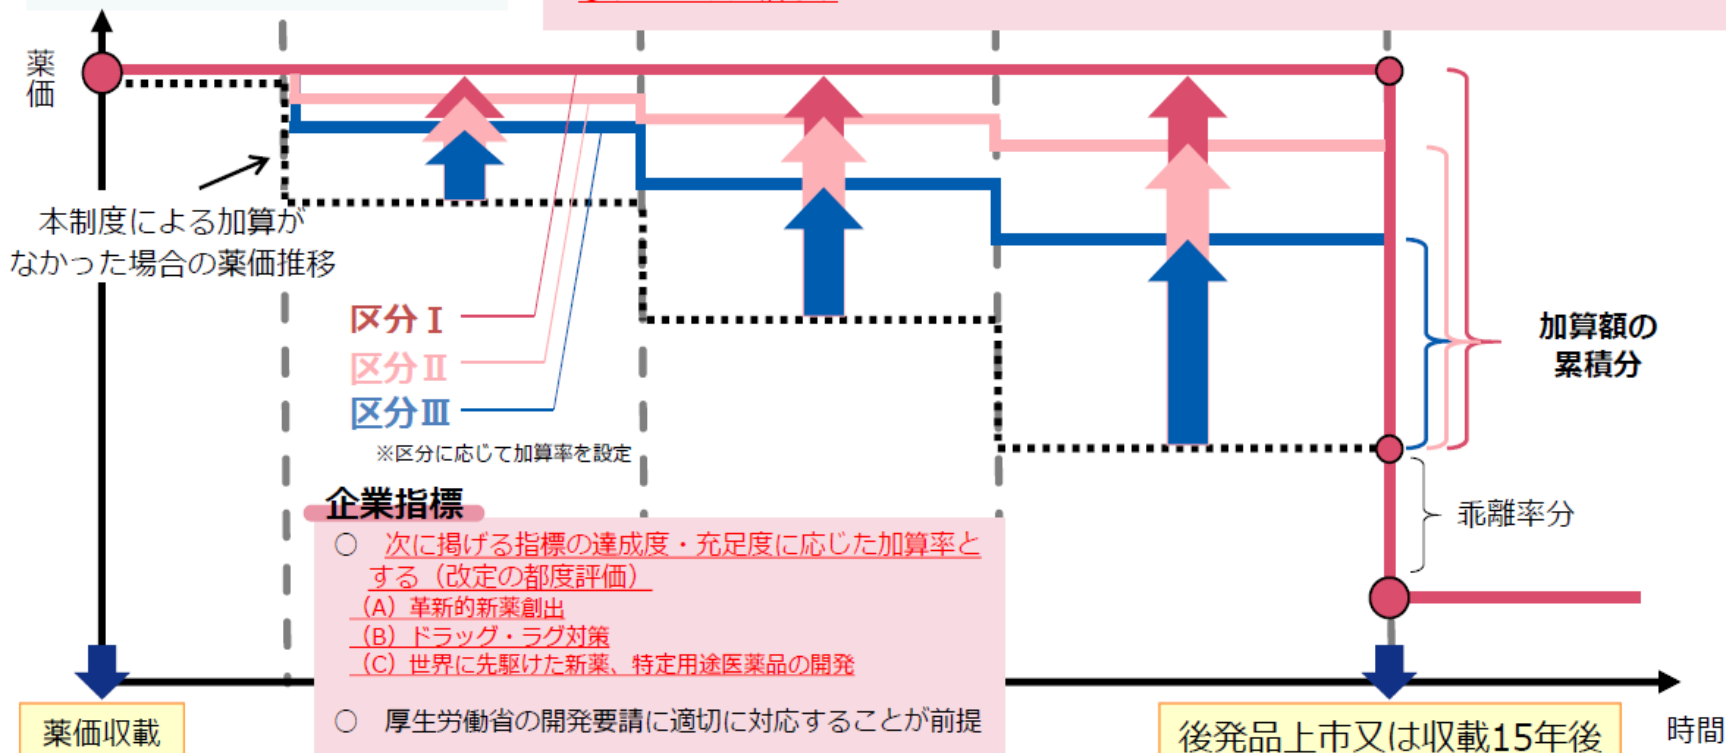 薬価
本制度による加算が
なかった場合の薬価推移
区分Ⅰ
区分Ⅱ
区分Ⅲ
※区分に応じて加算率を設定
加算額の
累積分
乖離率分
企業指標
○ 次に掲げる指標の達成度・充足度に応じた加算率と
する（改定の都度評価）
（A）革新的新薬創出
（B）ドラッグ・ラグ対策
（C）世界に先駆けた新薬、特定用途医薬品の開発
○ 厚生労働省の開発要請に適切に対応することが前提
薬価収載
後発品上市又は収載15年後
時間